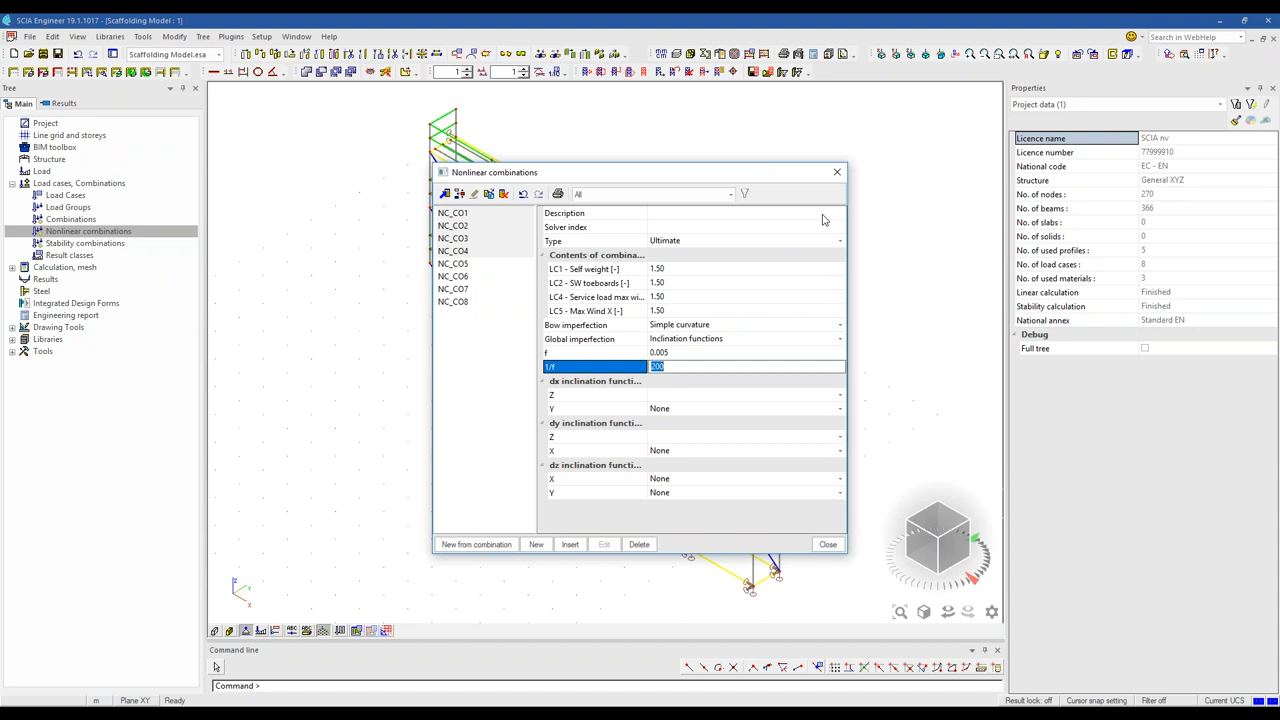 SCIA Engineer 19.1.1017 - [Scaffolding Model : 1]
File Edit View Libraries Tools Modify Tree Plugins Setup Window Help
Search in WebHelp
Scaffolding Model.esa
1 1
Tree
Main Results
Project
Line grid and storeys
BIM toolbox
Structure
Load
Load cases, Combinations
Load Cases
Load Groups
Combinations
Nonlinear combinations
Stability combinations
Result classes
Calculation, mesh
Results
Steel
Integrated Design Forms
Engineering report
Drawing Tools
Libraries
Tools
Nonlinear combinations
All
NC_CO1
NC_CO2
NC_CO3
NC_CO4
NC_CO5
NC_CO6
NC_CO7
NC_CO8
Description
Solver index
Type Ultimate
Contents of combina...
LC1 - Self weight [-] 1.50
LC2 - SW toeboards [-] 1.50
LC4 - Service load max wi... 1.50
LC5 - Max Wind X [-] 1.50
Bow imperfection Simple curvature
Global imperfection Inclination functions
f 0.005
1/f 200
dx inclination functi...
Z
Y None
dy inclination functi...
Z
X None
dz inclination functi...
X None
Y None
New from combination New Insert Edit Delete Close
Properties
Project data (1)
Licence name SCIA nv
Licence number 77999910
National code EC - EN
Structure General XYZ
No. of nodes : 270
No. of beams : 366
No. of slabs : 0
No. of solids : 0
No. of used profiles : 5
No. of load cases : 8
No. of used materials : 3
Linear calculation Finished
Stability calculation Finished
National annex Standard EN
Debug
Full tree
Z Y X
Command line
Command >
m Plane XY Ready
Result lock: off Cursor snap setting Filter off Current UCS